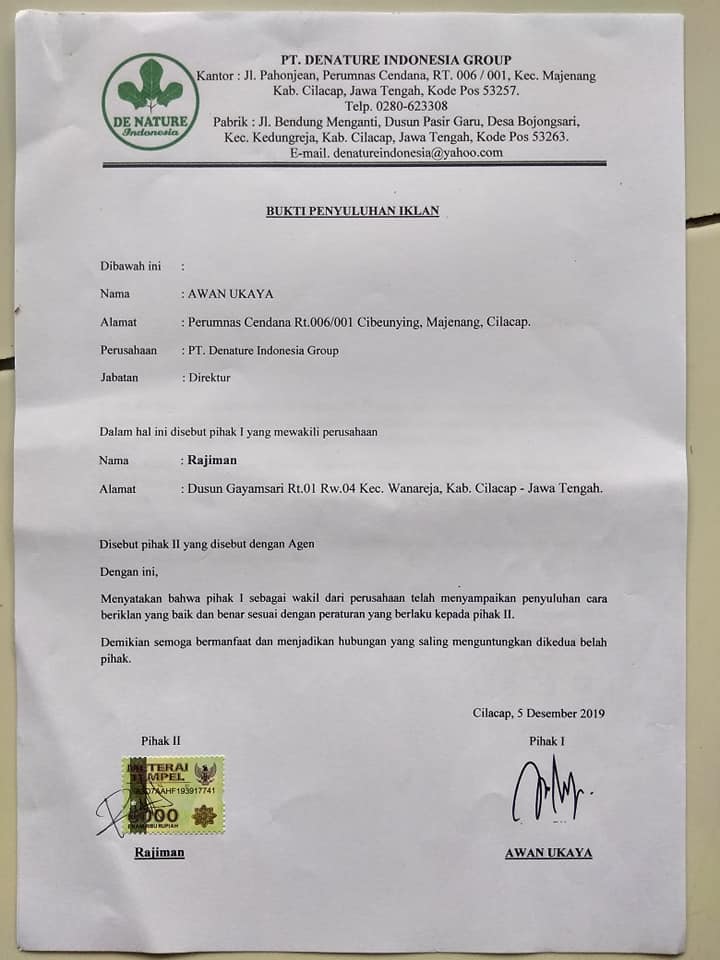 PT. DENATURE INDONESIA GROUP
Kantor : Jl. Pahonjean, Perumnas Cendana, RT. 006 / 001, Kec. Majenang
Kab. Cilacap, Jawa Tengah, Kode Pos 53257.
Telp. 0280-623308
Pabrik : Jl. Bendung Menganti, Dusun Pasir Garu, Desa Bojongsari,
Kec. Kedungreja, Kab. Cilacap, Jawa Tengah, Kode Pos 53263.
E-mail. denatureindonesia@yahoo.com
DE NATURE
Indonesia
BUKTI PENYULUHAN IKLAN
Dibawah ini :
Nama : AWAN UKAYA
Alamat : Perumnas Cendana Rt.006/001 Cibeunying, Majenang, Cilacap.
Perusahaan : PT. Denature Indonesia Group
Jabatan : Direktur
Dalam hal ini disebut pihak I yang mewakili perusahaan
Nama : Rajiman
Alamat : Dusun Gayamsari Rt.01 Rw.04 Kec. Wanareja, Kab. Cilacap - Jawa Tengah.
Disebut pihak II yang disebut dengan Agen
Dengan ini,
Menyatakan bahwa pihak I sebagai wakil dari perusahaan telah menyampaikan penyuluhan cara
beriklan yang baik dan benar sesuai dengan peraturan yang berlaku kepada pihak II.
Demikian semoga bermanfaat dan menjadikan hubungan yang saling menguntungkan dikedua belah
pihak.
Cilacap, 5 Desember 2019
Pihak II
Pihak I
METERAI
TEMPEL
6000
ENAM RIBU RUPIAH
Rajiman
AWAN UKAYA